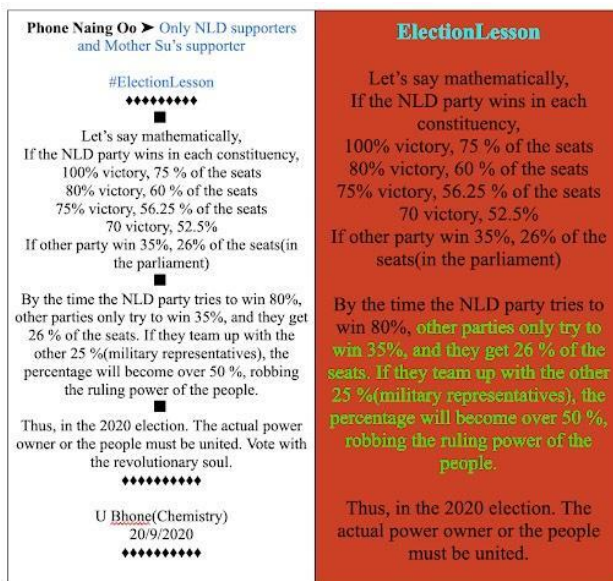 Phone Naing Oo ➤ Only NLD supporters
and Mother Su's supporter
#ElectionLesson
♦♦♦♦♦♦♦♦♦
■
Let's say mathematically,
If the NLD party wins in each constituency,
100% victory, 75 % of the seats
80% victory, 60 % of the seats
75% victory, 56.25 % of the seats
70 victory, 52.5%
If other party win 35%, 26% of the seats(in
the parliament)
■
By the time the NLD party tries to win 80%,
other parties only try to win 35%, and they get
26 % of the seats. If they team up with the
other 25 %(military representatives), the
percentage will become over 50 %, robbing
the ruling power of the people.
■
Thus, in the 2020 election. The actual power
owner or the people must be united. Vote with
the revolutionary soul.
♦♦♦♦♦♦♦♦♦♦
U Bhone(Chemistry)
20/9/2020
♦♦♦♦♦♦♦♦♦♦
ElectionLesson
Let's say mathematically,
If the NLD party wins in each
constituency,
100% victory, 75 % of the seats
80% victory, 60 % of the seats
75% victory, 56.25 % of the seats
70 victory, 52.5%
If other party win 35%, 26% of the
seats(in the parliament)
By the time the NLD party tries to
win 80%, other parties only try to
win 35%, and they get 26 % of the
seats. If they team up with the other
25 %(military representatives), the
percentage will become over 50 %,
robbing the ruling power of the
people.
Thus, in the 2020 election. The
actual power owner or the people
must be united.